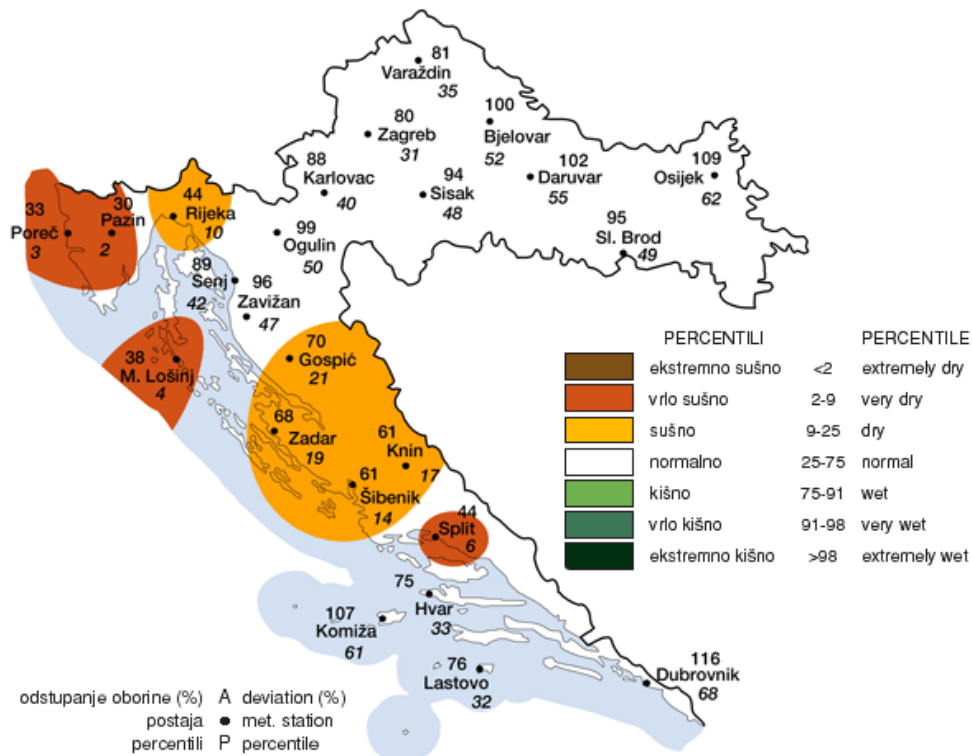 81
Varaždin
35
100
Bjelovar
52
80
Zagreb
31
88
Karlovac
40
94
Sisak
48
102
Daruvar
55
109
Osijek
62
95
Sl. Brod
49
33
Poreč
3
30
Pazin
2
44
Rijeka
10
99
Ogulin
50
89
Senj
42
96
Zavižan
47
38
M. Lošinj
4
70
Gospić
21
68
Zadar
19
61
Knin
17
61
Šibenik
14
44
Split
6
75
Hvar
33
107
Komiža
61
76
Lastovo
32
116
Dubrovnik
68
PERCENTILI PERCENTILE
ekstremno sušno <2 extremely dry
vrlo sušno 2-9 very dry
sušno 9-25 dry
normalno 25-75 normal
kišno 75-91 wet
vrlo kišno 91-98 very wet
ekstremno kišno >98 extremely wet
odstupanje oborine (%) A deviation (%)
postaja ● met. station
percentili P percentile